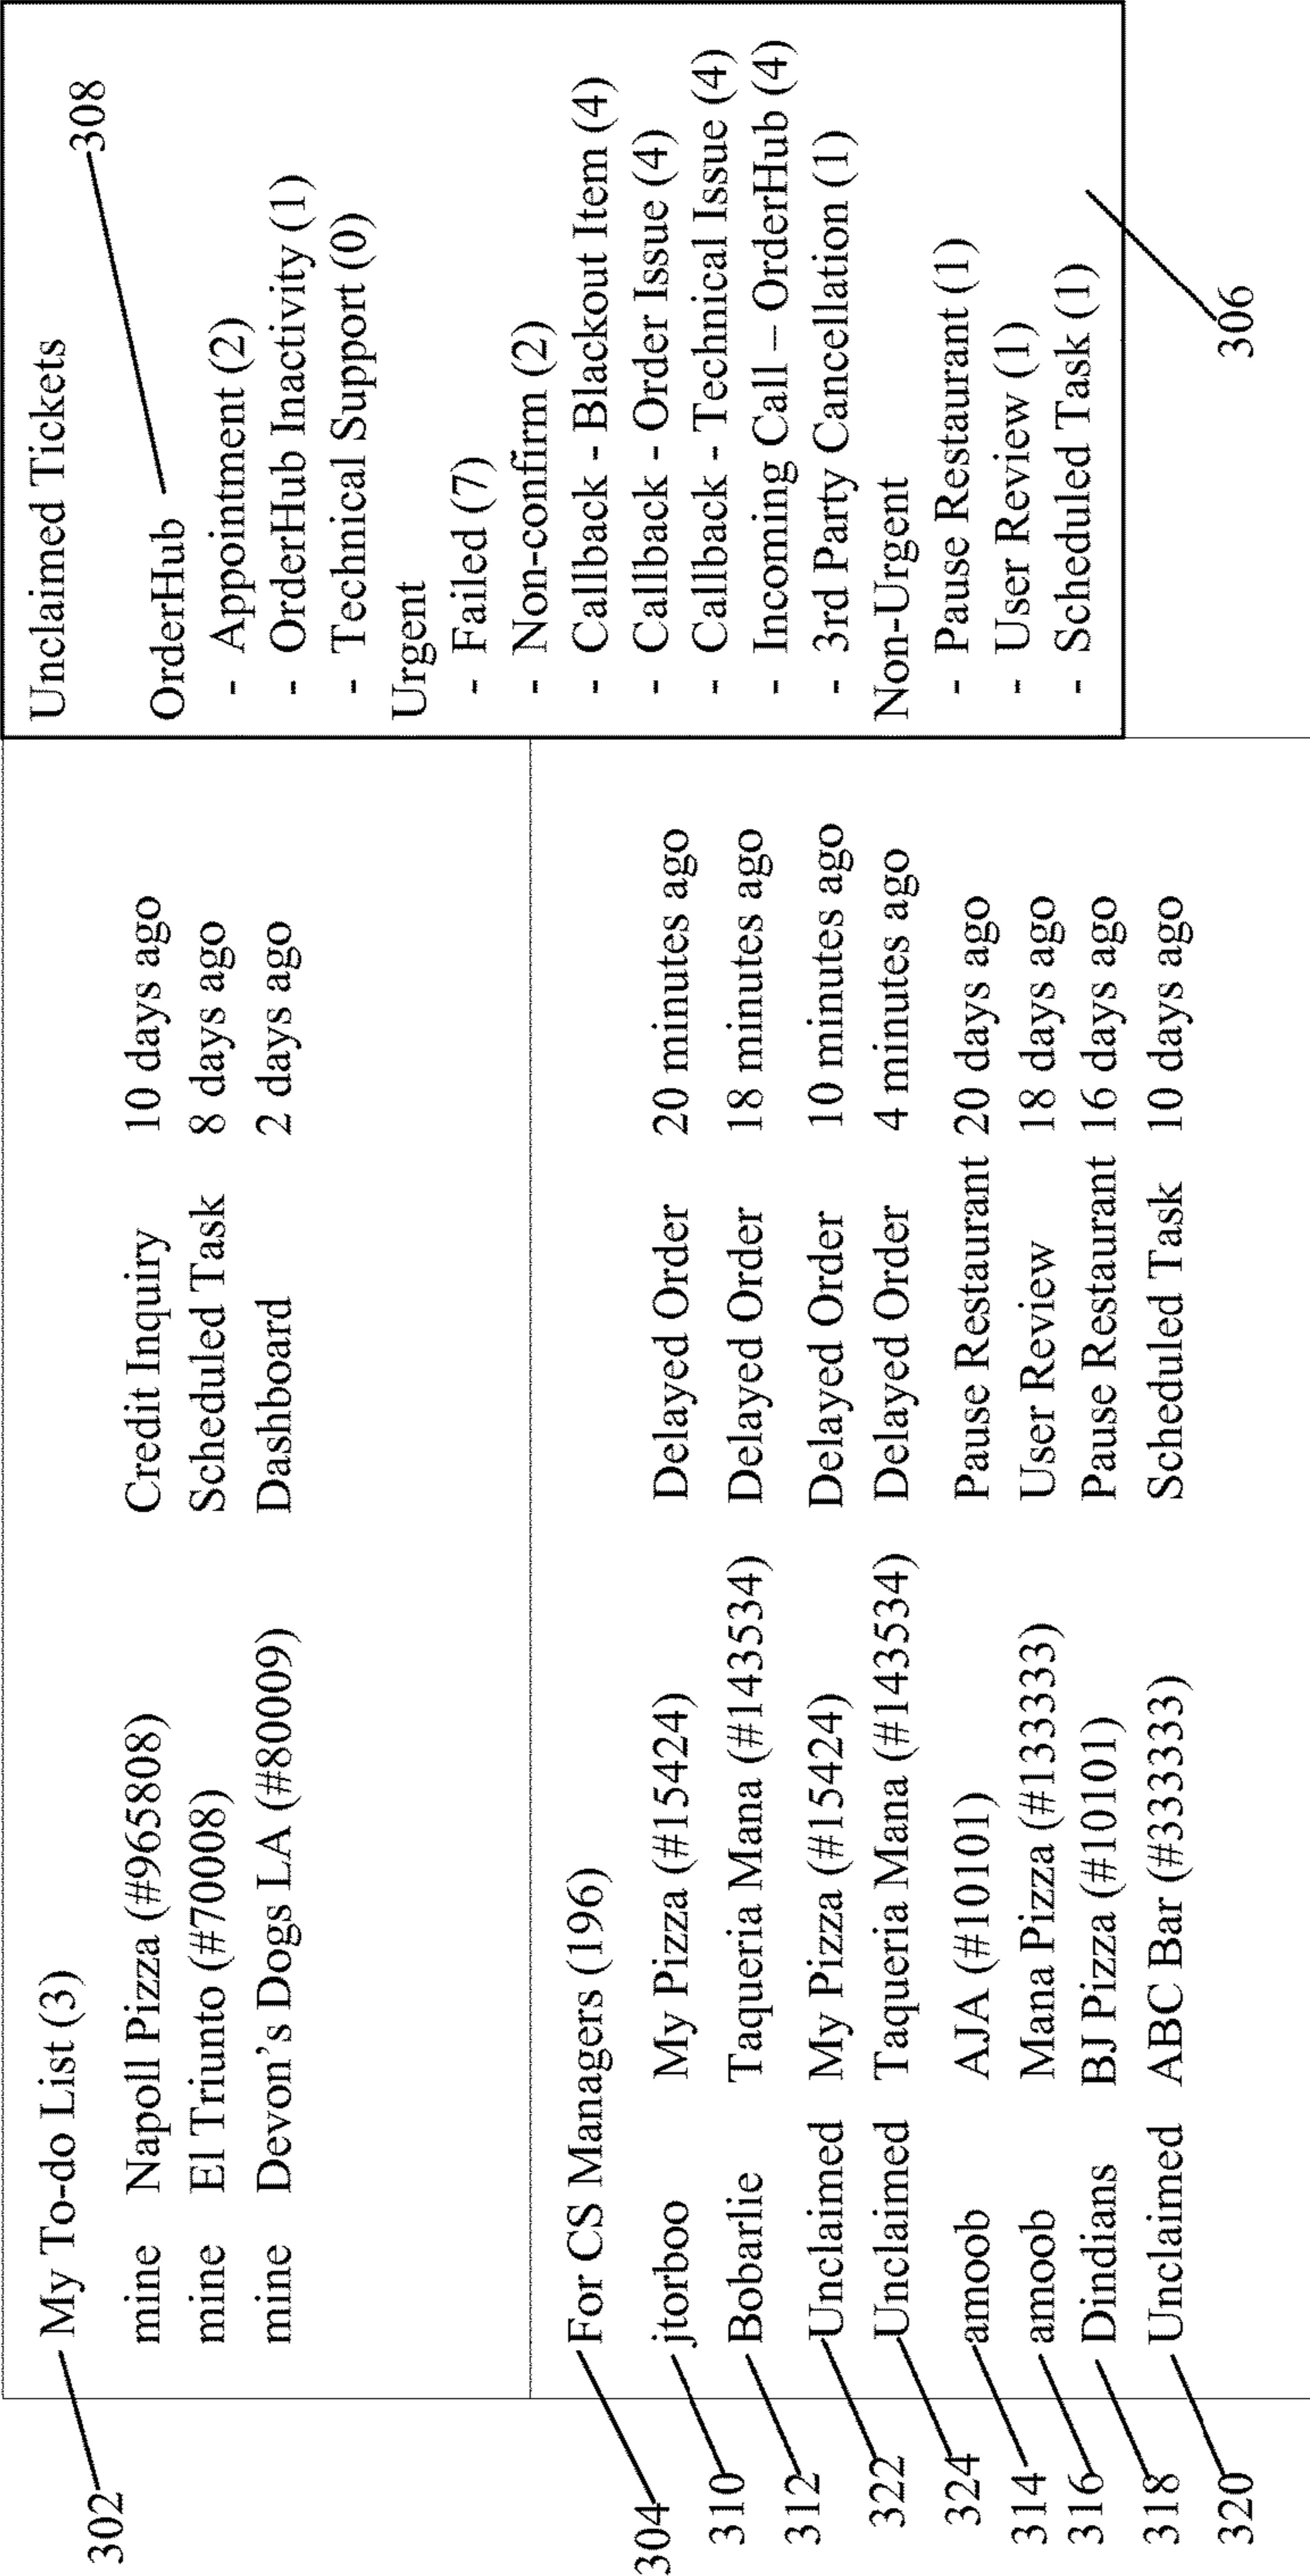 302
My To-do List (3)
mine Napoll Pizza (#965808) Credit Inquiry 10 days ago
mine El Triunto (#70008) Scheduled Task 8 days ago
mine Devon's Dogs LA (#80009) Dashboard 2 days ago
304
For CS Managers (196)
310 jtorboo My Pizza (#15424) Delayed Order 20 minutes ago
312 Bobarlie Taqueria Mana (#143534) Delayed Order 18 minutes ago
322 Unclaimed My Pizza (#15424) Delayed Order 10 minutes ago
324 Unclaimed Taqueria Mana (#143534) Delayed Order 4 minutes ago
314 amoob AJA (#10101) Pause Restaurant 20 days ago
316 amoob Mana Pizza (#133333) User Review 18 days ago
318 Dindians BJ Pizza (#10101) Pause Restaurant 16 days ago
320 Unclaimed ABC Bar (#333333) Scheduled Task 10 days ago
Unclaimed Tickets
308
OrderHub
- Appointment (2)
- OrderHub Inactivity (1)
- Technical Support (0)
Urgent
- Failed (7)
- Non-confirm (2)
- Callback - Blackout Item (4)
- Callback - Order Issue (4)
- Callback - Technical Issue (4)
- Incoming Call – OrderHub (4)
- 3rd Party Cancellation (1)
Non-Urgent
- Pause Restaurant (1)
- User Review (1)
- Scheduled Task (1)
306